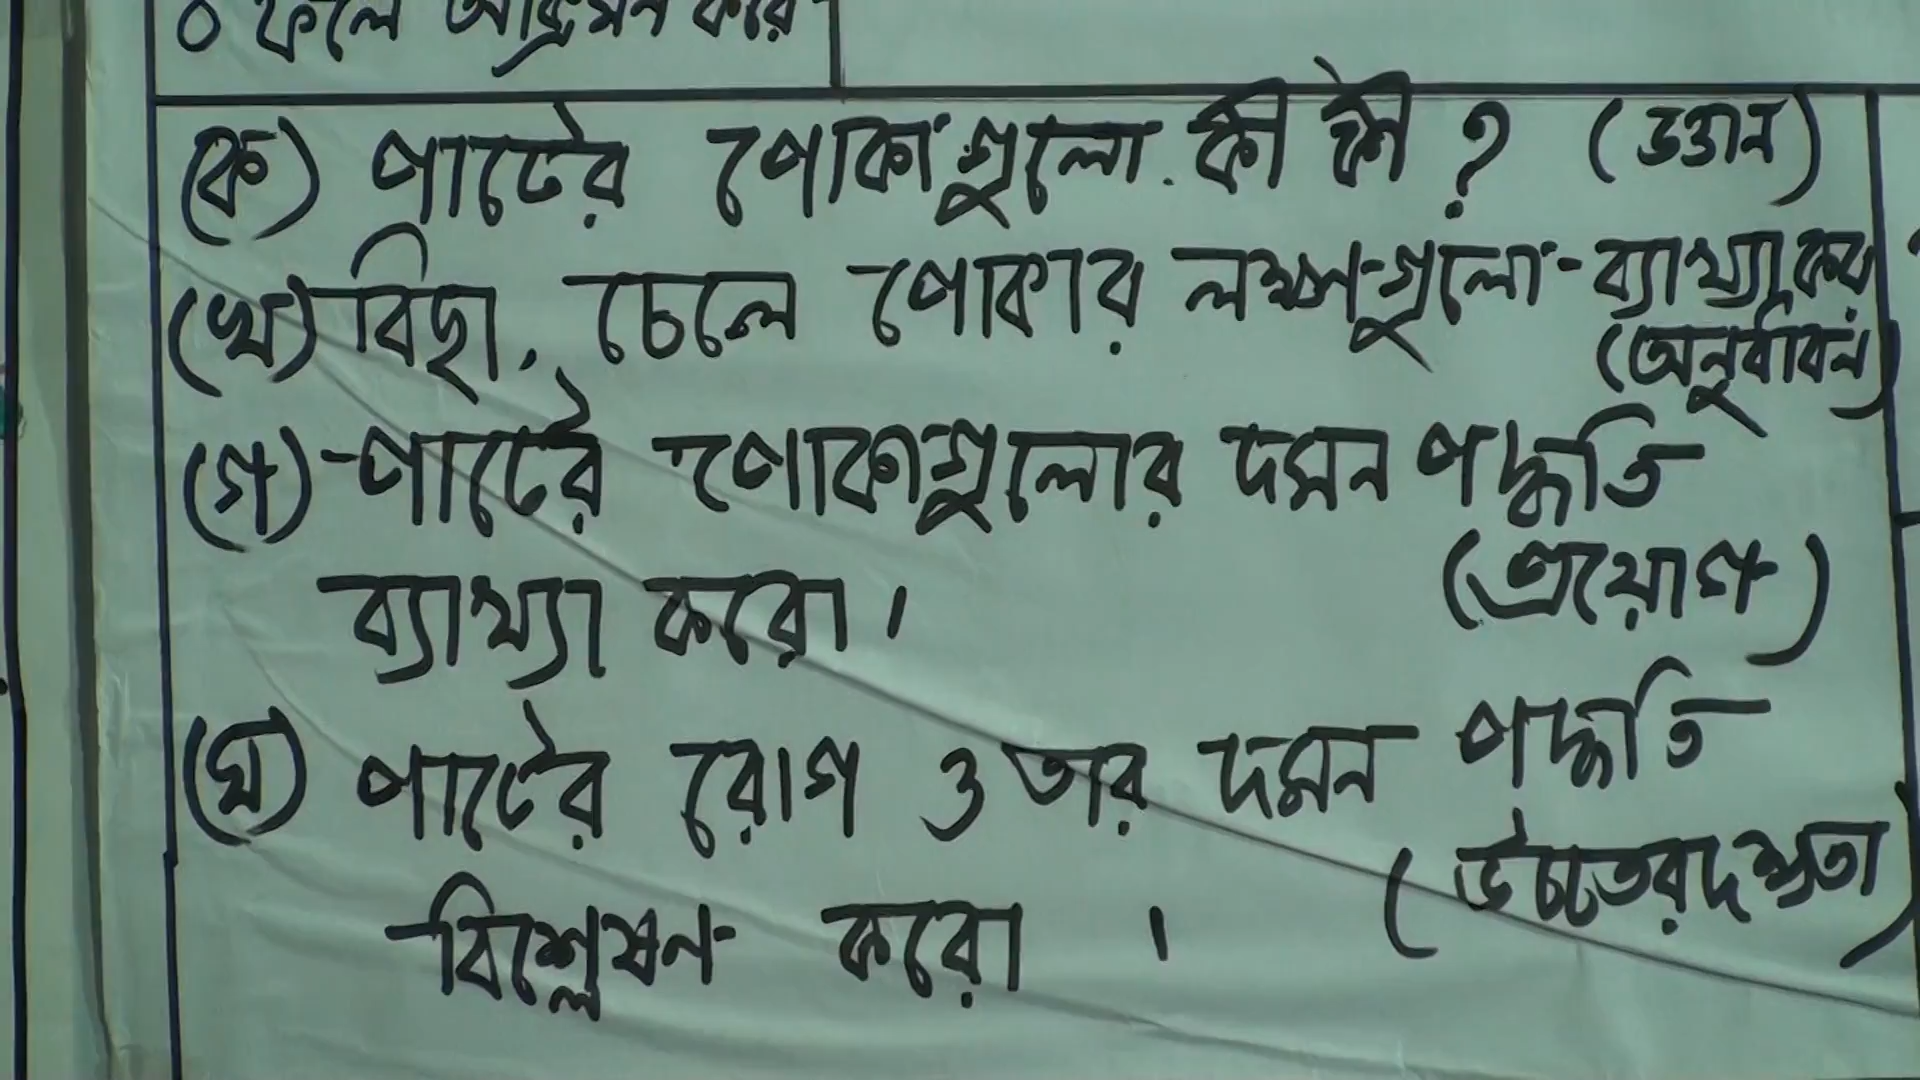 ০ ফলে আক্রমন করে
(ক) পাটের পোকাগুলো কী কী ? (জ্ঞান)
(খ) বিছা, চেলে পোকার লক্ষণগুলো ব্যাখ্যা কর
(অনুধাবন)
(গ) পাটের পোকাগুলোর দমন পদ্ধতি
ব্যাখ্যা করো । (প্রয়োগ)
(ঘ) পাটের রোগ ও তার দমন পদ্ধতি
বিশ্লেষণ করো । (উচ্চতর দক্ষতা)